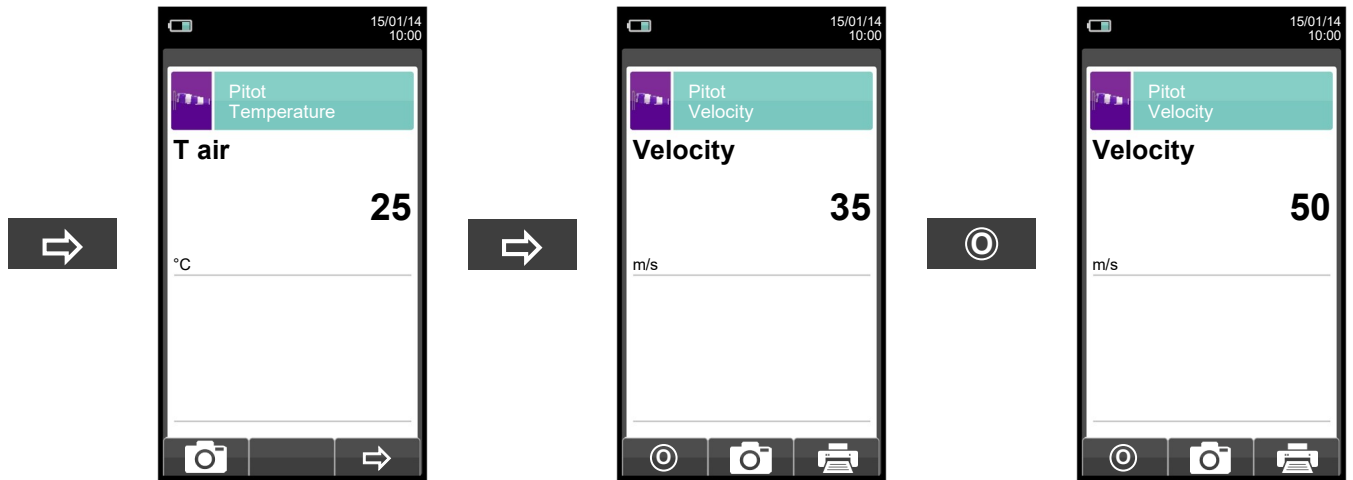 15/01/14
10:00
Pitot
Temperature
T air
25
°C
15/01/14
10:00
Pitot
Velocity
Velocity
35
m/s
15/01/14
10:00
Pitot
Velocity
Velocity
50
m/s